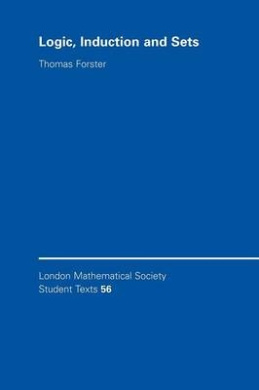 Logic, Induction and Sets
Thomas Forster
London Mathematical Society
Student Texts 56